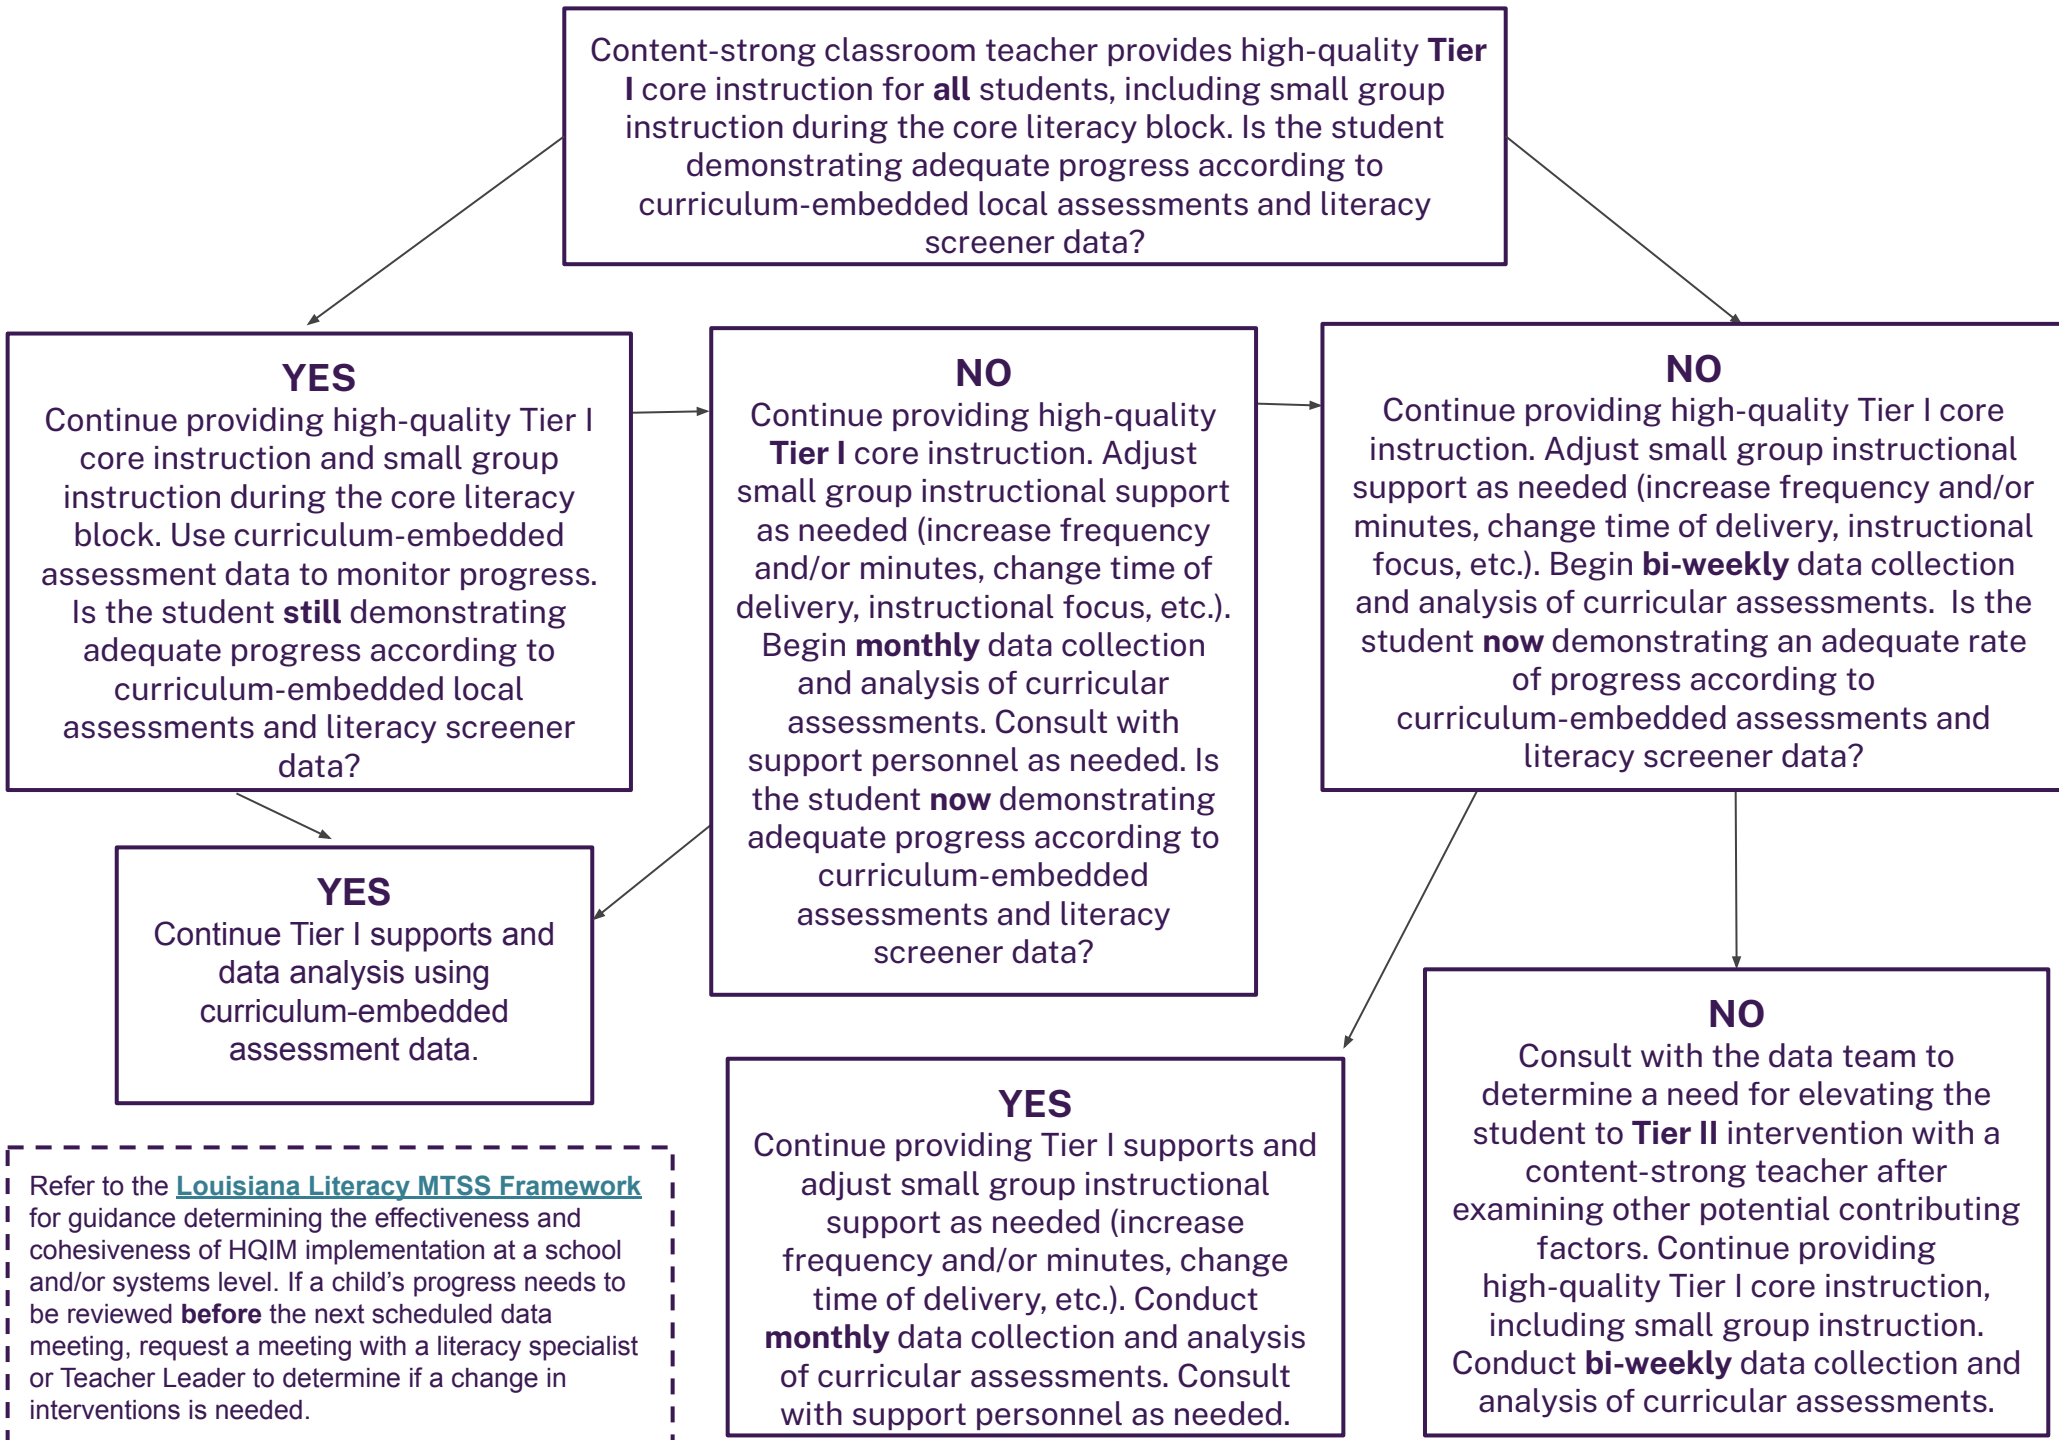 Content-strong classroom teacher provides high-quality Tier
I core instruction for all students, including small group
instruction during the core literacy block. Is the student
demonstrating adequate progress according to
curriculum-embedded local assessments and literacy
screener data?
YES
Continue providing high-quality Tier I
core instruction and small group
instruction during the core literacy
block. Use curriculum-embedded
assessment data to monitor progress.
Is the student still demonstrating
adequate progress according to
curriculum-embedded local
assessments and literacy screener
data?
NO
Continue providing high-quality
Tier I core instruction. Adjust
small group instructional support
as needed (increase frequency
and/or minutes, change time of
delivery, instructional focus, etc.).
Begin monthly data collection
and analysis of curricular
assessments. Consult with
support personnel as needed. Is
the student now demonstrating
adequate progress according to
curriculum-embedded
assessments and literacy
screener data?
NO
Continue providing high-quality Tier I core
instruction. Adjust small group instructional
support as needed (increase frequency and/or
minutes, change time of delivery, instructional
focus, etc.). Begin bi-weekly data collection
and analysis of curricular assessments.  Is the
student now demonstrating an adequate rate
of progress according to
curriculum-embedded assessments and
literacy screener data?
YES
Continue Tier I supports and
data analysis using
curriculum-embedded
assessment data.
YES
Continue providing Tier I supports and
adjust small group instructional
support as needed (increase
frequency and/or minutes, change
time of delivery, etc.). Conduct
monthly data collection and analysis
of curricular assessments. Consult
with support personnel as needed.
NO
Consult with the data team to
determine a need for elevating the
student to Tier II intervention with a
content-strong teacher after
examining other potential contributing
factors. Continue providing
high-quality Tier I core instruction,
including small group instruction.
Conduct bi-weekly data collection and
analysis of curricular assessments.
Refer to the Louisiana Literacy MTSS Framework
for guidance determining the effectiveness and
cohesiveness of HQIM implementation at a school
and/or systems level. If a child’s progress needs to
be reviewed before the next scheduled data
meeting, request a meeting with a literacy specialist
or Teacher Leader to determine if a change in
interventions is needed.